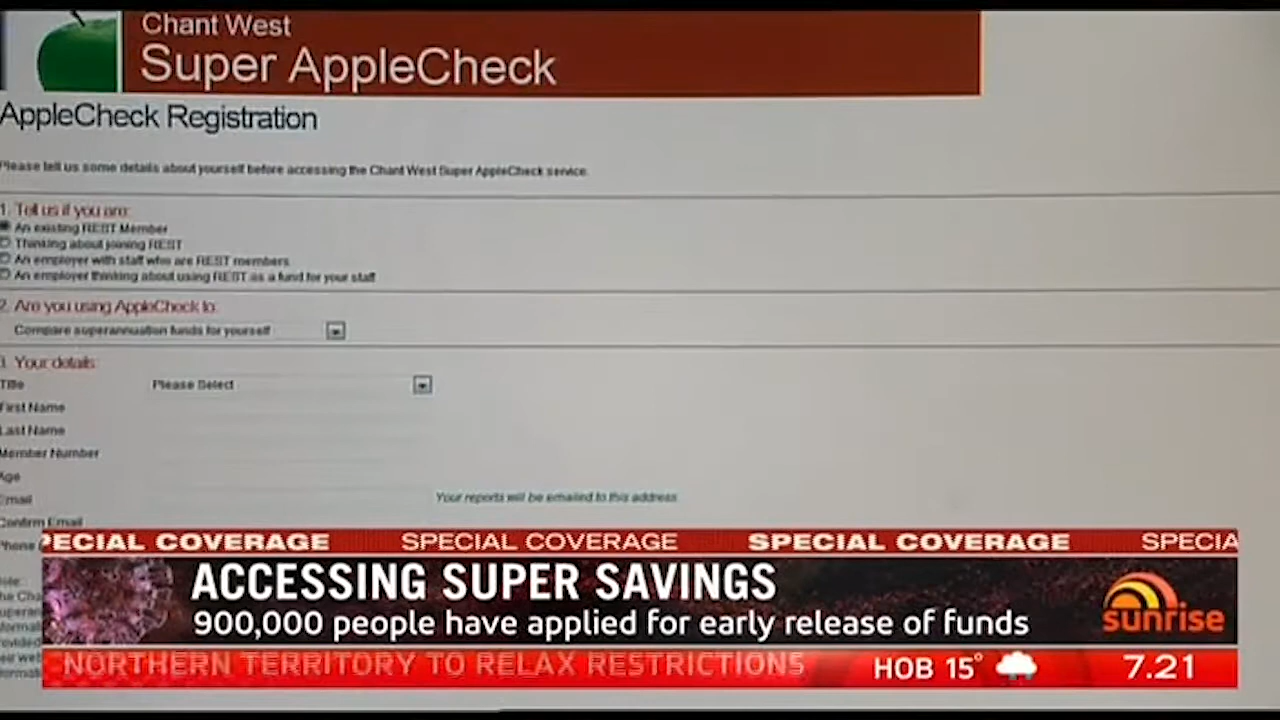 Chant West
Super AppleCheck
AppleCheck Registration
Please tell us some details about yourself before accessing the Chant West Super AppleCheck service.
1. Tell us if you are:
An existing REST Member
Thinking about joining REST
An employer with staff who are REST members
An employer thinking about using REST as a fund for your staff
2. Are you using AppleCheck to:
Compare superannuation funds for yourself
3. Your details
Title Please Select
First Name
Last Name
Member Number
Age
Email Your reports will be emailed to this address
Confirm Email
Phone
PECIAL COVERAGE SPECIAL COVERAGE SPECIAL COVERAGE SPECIA
ACCESSING SUPER SAVINGS
900,000 people have applied for early release of funds
sunrise
NORTHERN TERRITORY TO RELAX RESTRICTIONS HOB 15° 7.21